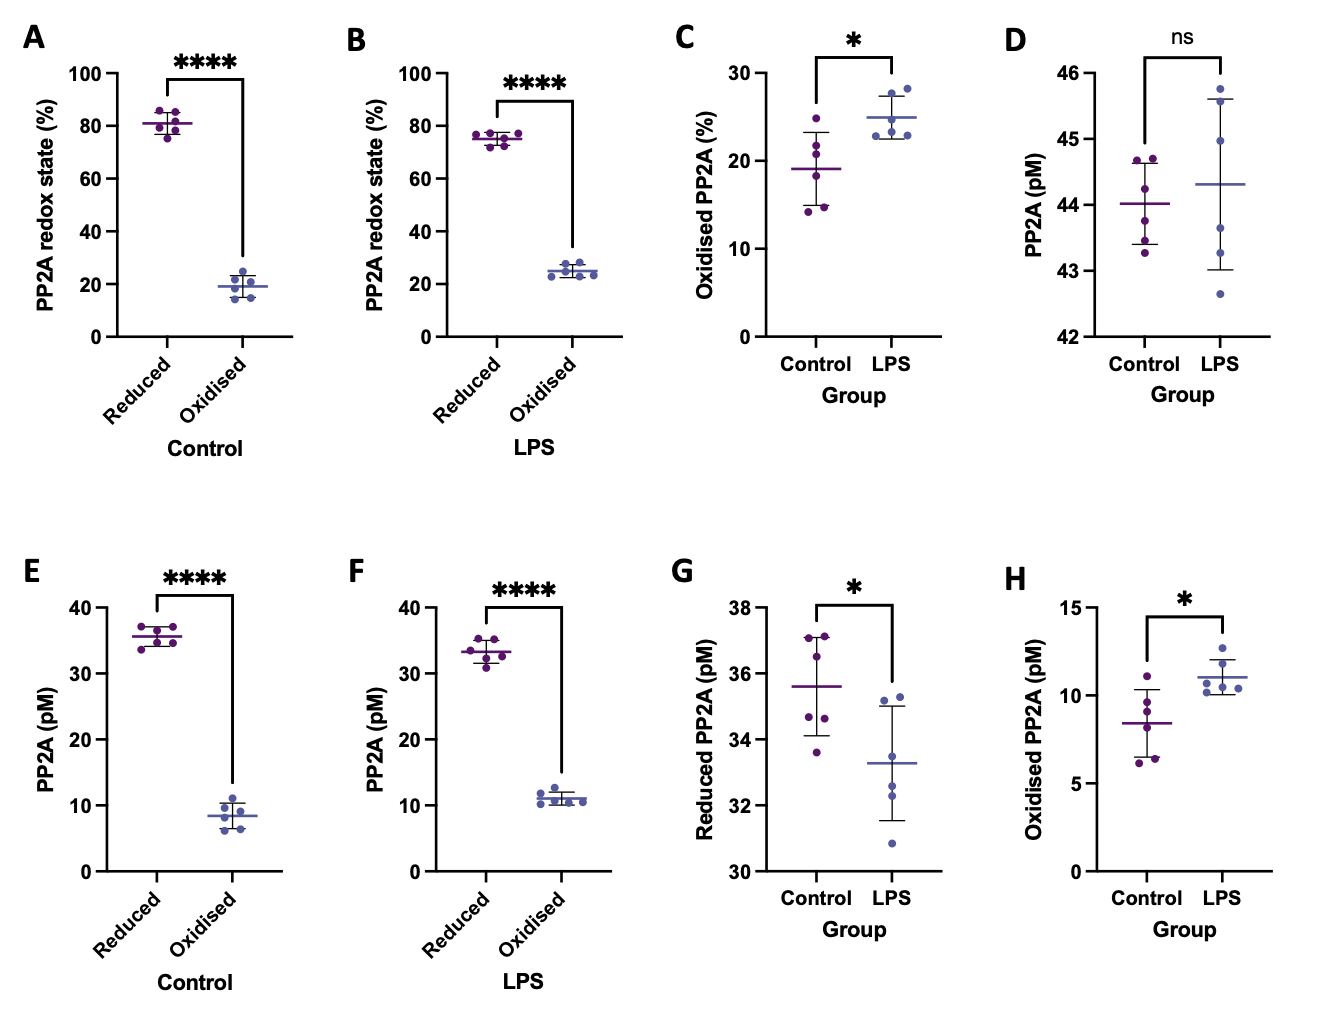 A
****
PP2A redox state (%)
100
80
60
40
20
0
Reduced
Oxidised
Control
B
****
PP2A redox state (%)
100
80
60
40
20
0
Reduced
Oxidised
LPS
C
*
Oxidised PP2A (%)
30
20
10
0
Control LPS
Group
D
ns
PP2A (pM)
46
45
44
43
42
Control LPS
Group
E
****
PP2A (pM)
40
30
20
10
0
Reduced
Oxidised
Control
F
****
PP2A (pM)
40
30
20
10
0
Reduced
Oxidised
LPS
G
*
Reduced PP2A (pM)
38
36
34
32
30
Control LPS
Group
H
*
Oxidised PP2A (pM)
15
10
5
0
Control LPS
Group